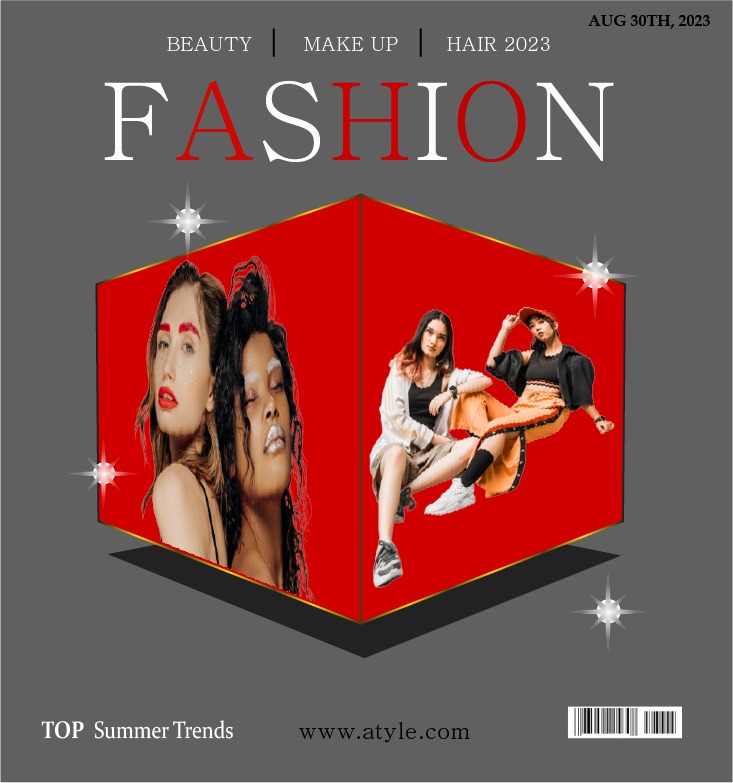 AUG 30TH, 2023
BEAUTY | MAKE UP | HAIR 2023
FASHION
TOP Summer Trends
www.atyle.com